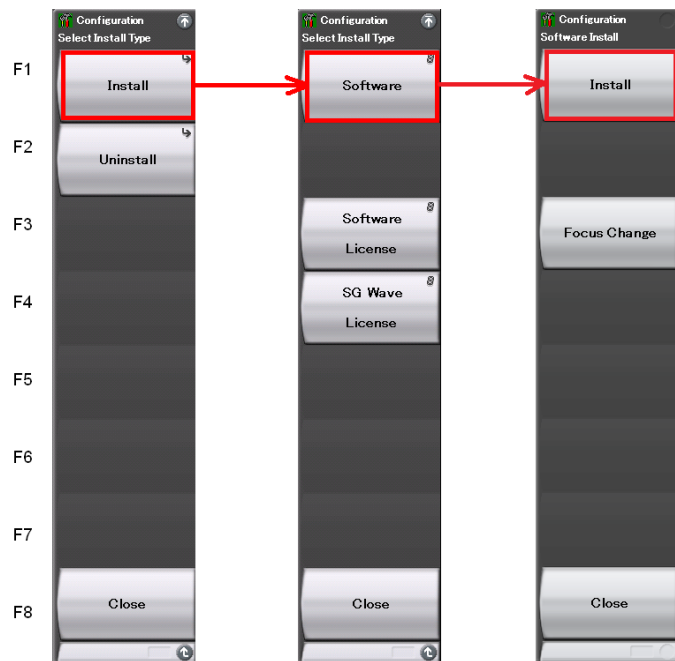 F1
F2
F3
F4
F5
F6
F7
F8
Configuration
Select Install Type
Install
Uninstall
Close
Configuration
Select Install Type
Software
Software
License
SG Wave
License
Close
Configuration
Software Install
Install
Focus Change
Close